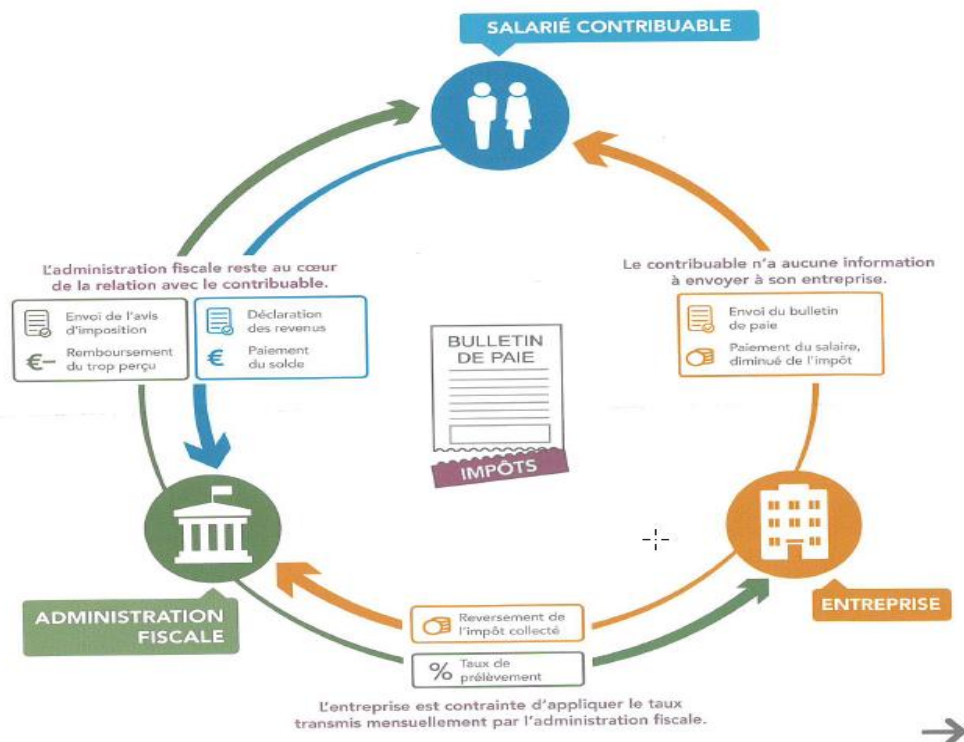 SALARIÉ CONTRIBUABLE
L'administration fiscale reste au cœur
de la relation avec le contribuable.
Envoi de l'avis
d'imposition
€– Remboursement
du trop perçu
Déclaration
des revenus
€ Paiement
du solde
Le contribuable n'a aucune information
à envoyer à son entreprise.
Envoi du bulletin
de paie
Paiement du salaire,
diminué de l'impôt
BULLETIN
DE PAIE
IMPÔTS
ADMINISTRATION
FISCALE
ENTREPRISE
Reversement de
l'impôt collecté
% Taux de
prélèvement
L'entreprise est contrainte d'appliquer le taux
transmis mensuellement par l'administration fiscale.